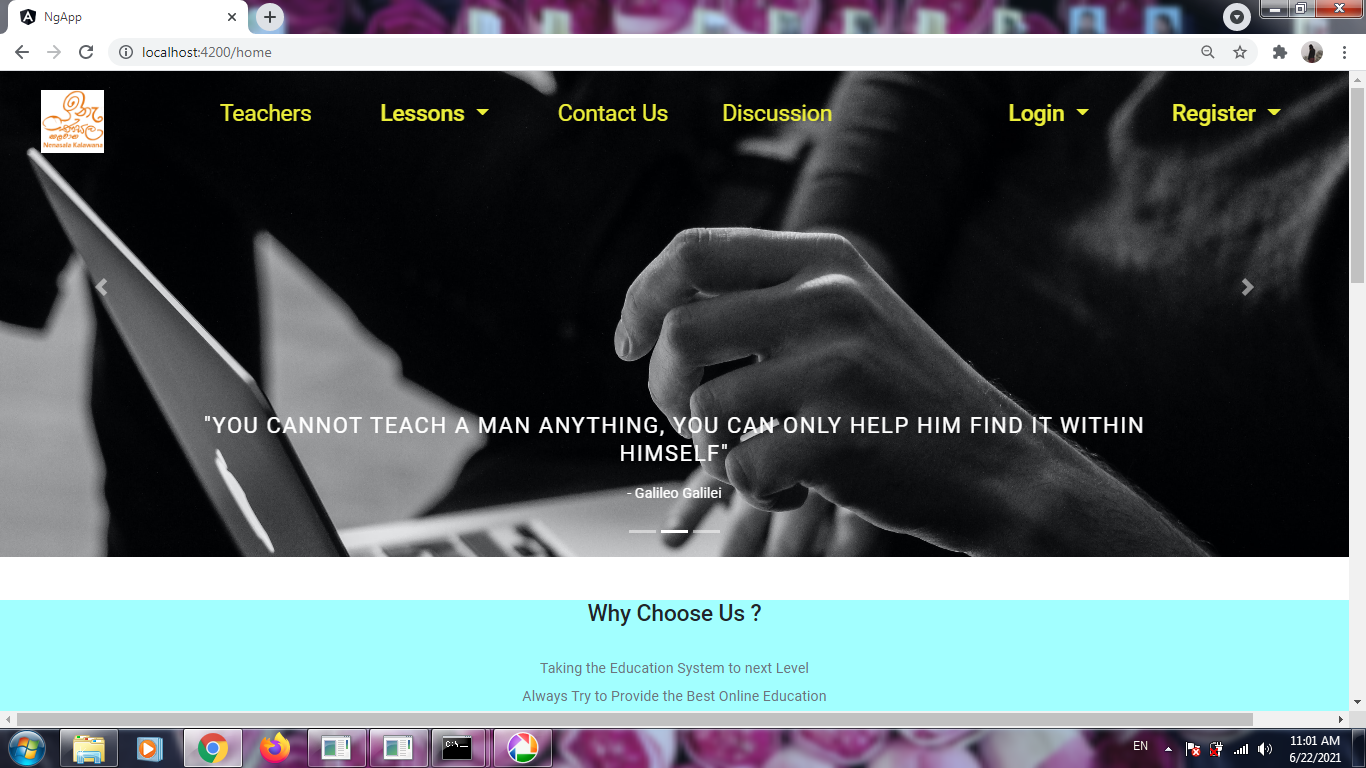 NgApp
localhost:4200/home
Nenasala Kalawana
Teachers Lessons Contact Us Discussion Login Register
"YOU CANNOT TEACH A MAN ANYTHING, YOU CAN ONLY HELP HIM FIND IT WITHIN
HIMSELF"
- Galileo Galilei
Why Choose Us ?
Taking the Education System to next Level
Always Try to Provide the Best Online Education
EN
11:01 AM
6/22/2021